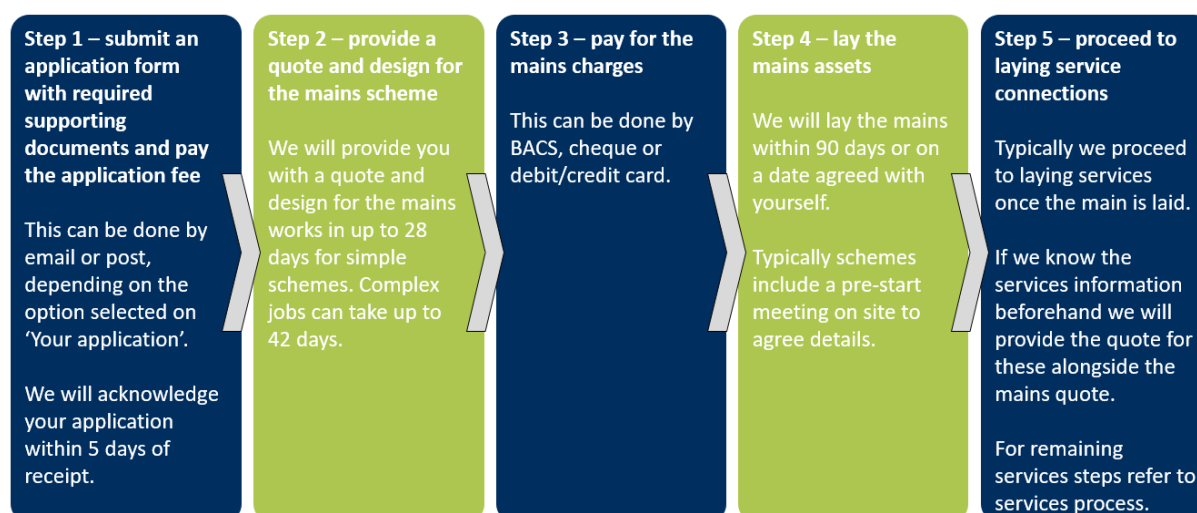 Step 1 – submit an
application form
with required
supporting
documents and pay
the application fee
This can be done by
email or post,
depending on the
option selected on
‘Your application’.
We will acknowledge
your application
within 5 days of
receipt.
Step 2 – provide a
quote and design for
the mains scheme
We will provide you
with a quote and
design for the mains
works in up to 28
days for simple
schemes. Complex
jobs can take up to
42 days.
Step 3 – pay for the
mains charges
This can be done by
BACS, cheque or
debit/credit card.
Step 4 – lay the
mains assets
We will lay the mains
within 90 days or on
a date agreed with
yourself.
Typically schemes
include a pre-start
meeting on site to
agree details.
Step 5 – proceed to
laying service
connections
Typically we proceed
to laying services
once the main is laid.
If we know the
services information
beforehand we will
provide the quote for
these alongside the
mains quote.
For remaining
services steps refer to
services process.